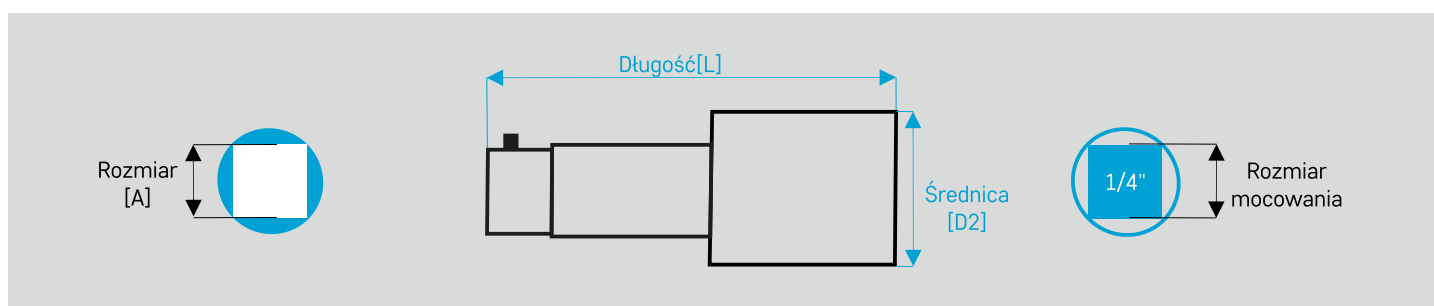 Długość[L]
Rozmiar
[A]
Średnica
[D2]
1/4"
Rozmiar
mocowania